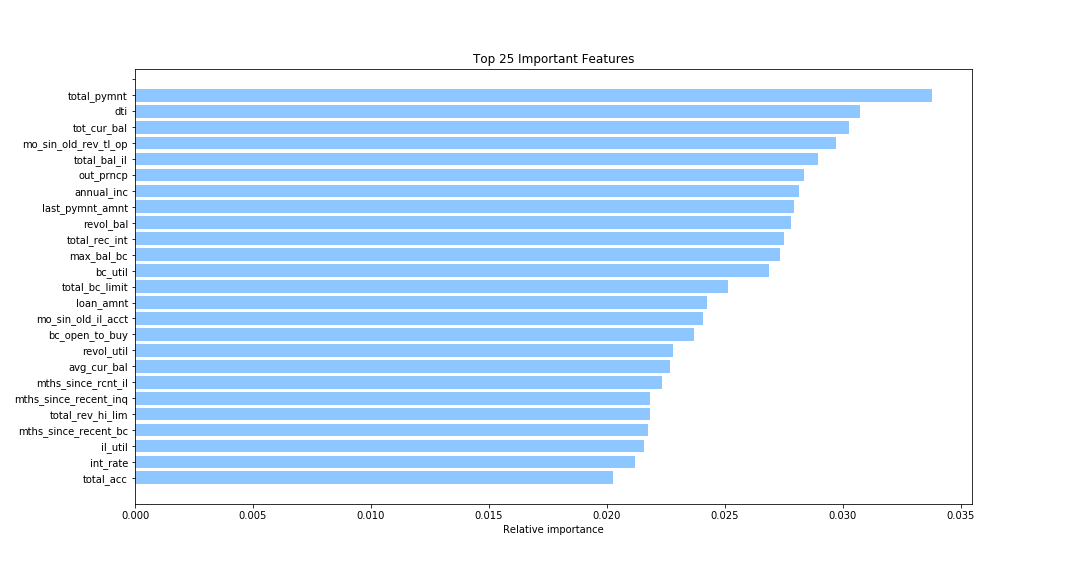 Top 25 Important Features
total_pymnt
dti
tot_cur_bal
mo_sin_old_rev_tl_op
total_bal_il
out_prncp
annual_inc
last_pymnt_amnt
revol_bal
total_rec_int
max_bal_bc
bc_util
total_bc_limit
loan_amnt
mo_sin_old_il_acct
bc_open_to_buy
revol_util
avg_cur_bal
mths_since_rcnt_il
mths_since_recent_inq
total_rev_hi_lim
mths_since_recent_bc
il_util
int_rate
total_acc
0.000 0.005 0.010 0.015 0.020 0.025 0.030 0.035
Relative importance